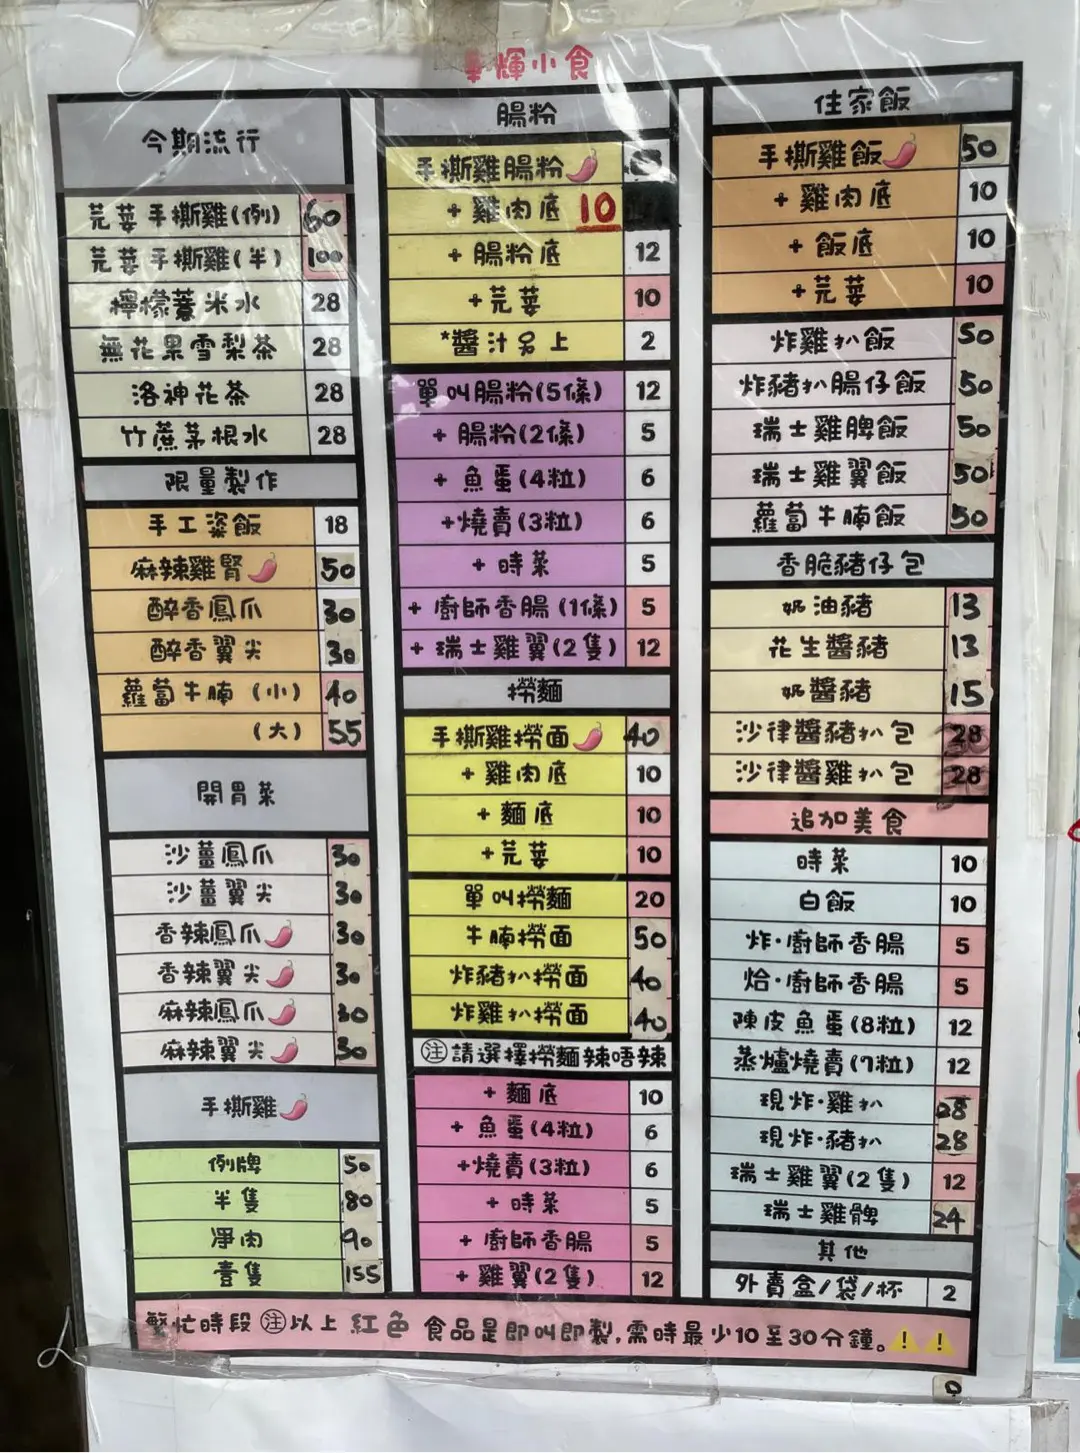 華輝小食
今期流行
芫荽手撕雞(例) 60
芫荽手撕雞(半) 100
檸檬薏米水 28
無花果雪梨茶 28
洛神花茶 28
竹蔗茅根水 28
限量製作
手工粢飯 18
麻辣雞腎 50
醉香鳳爪 30
醉香翼尖 30
蘿蔔牛腩 (小) 40
(大) 55
開胃菜
沙薑鳳爪 30
沙薑翼尖 30
香辣鳳爪 30
香辣翼尖 30
麻辣鳳爪 30
麻辣翼尖 30
手撕雞
例牌 50
半隻 80
淨肉 90
壹隻 155
腸粉
手撕雞腸粉
+ 雞肉底 10
+ 腸粉底 12
+芫荽 10
*醬汁另上 2
單叫腸粉(5條) 12
+ 腸粉(2條) 5
+ 魚蛋(4粒) 6
+燒賣(3粒) 6
+ 時菜 5
+ 廚師香腸 (1條) 5
+ 瑞士雞翼(2隻) 12
撈麵
手撕雞撈面 40
+ 雞肉底 10
+ 麵底 10
+芫荽 10
單叫撈麵 20
牛腩撈面 50
炸豬扒撈面 40
炸雞扒撈面 40
註請選擇撈麵辣唔辣
+ 麵底 10
+ 魚蛋(4粒) 6
+燒賣(3粒) 6
+ 時菜 5
+ 廚師香腸 5
+ 雞翼(2隻) 12
住家飯
手撕雞飯 50
+ 雞肉底 10
+ 飯底 10
+芫荽 10
炸雞扒飯 50
炸豬扒腸仔飯 50
瑞士雞髀飯 50
瑞士雞翼飯 50
蘿蔔牛腩飯 50
香脆豬仔包
奶油豬 13
花生醬豬 13
奶醬豬 15
沙律醬豬扒包 28
沙律醬雞扒包 28
追加美食
時菜 10
白飯 10
炸·廚師香腸 5
烚·廚師香腸 5
陳皮魚蛋(8粒) 12
蒸爐燒賣(7粒) 12
現炸·雞扒 28
現炸·豬扒 28
瑞士雞翼(2隻) 12
瑞士雞髀 24
其他
外賣盒/袋/杯 2
繁忙時段 註以上 紅色 食品是即叫即製,需時最少10至30分鐘。